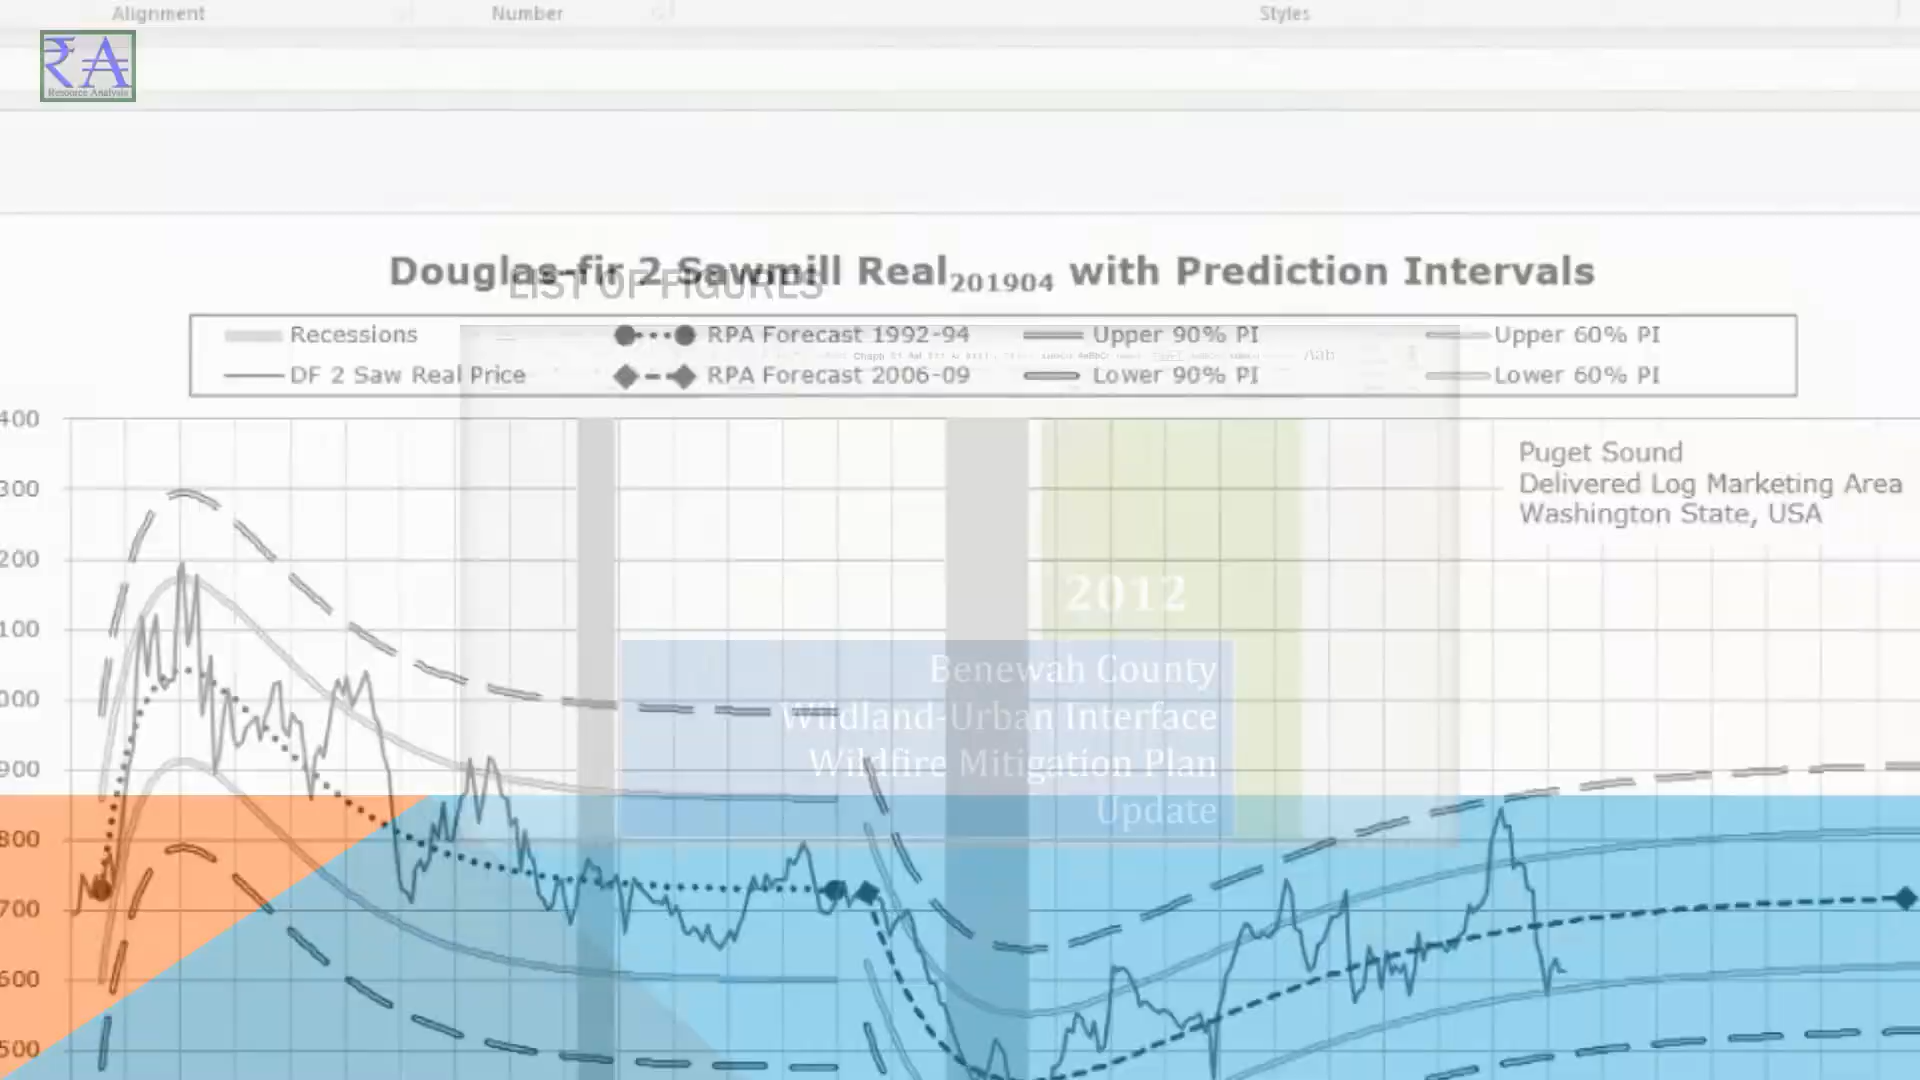 Alignment Number Styles
RA
Resource Analysis
Douglas-fir 2 Sawmill Real201904 with Prediction Intervals
LIST OF FIGURES
Recessions RPA Forecast 1992-94 Upper 90% PI Upper 60% PI
DF 2 Saw Real Price RPA Forecast 2006-09 Lower 90% PI Lower 60% PI
400
300
200
100
000
900
800
700
600
500
Puget Sound
Delivered Log Marketing Area
Washington State, USA
2012
Benewah County
Wildland-Urban Interface
Wildfire Mitigation Plan
Update